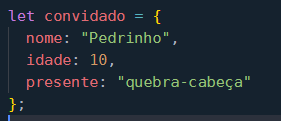 let convidado = {
  nome: "Pedrinho",
  idade: 10,
  presente: "quebra-cabeça"
};